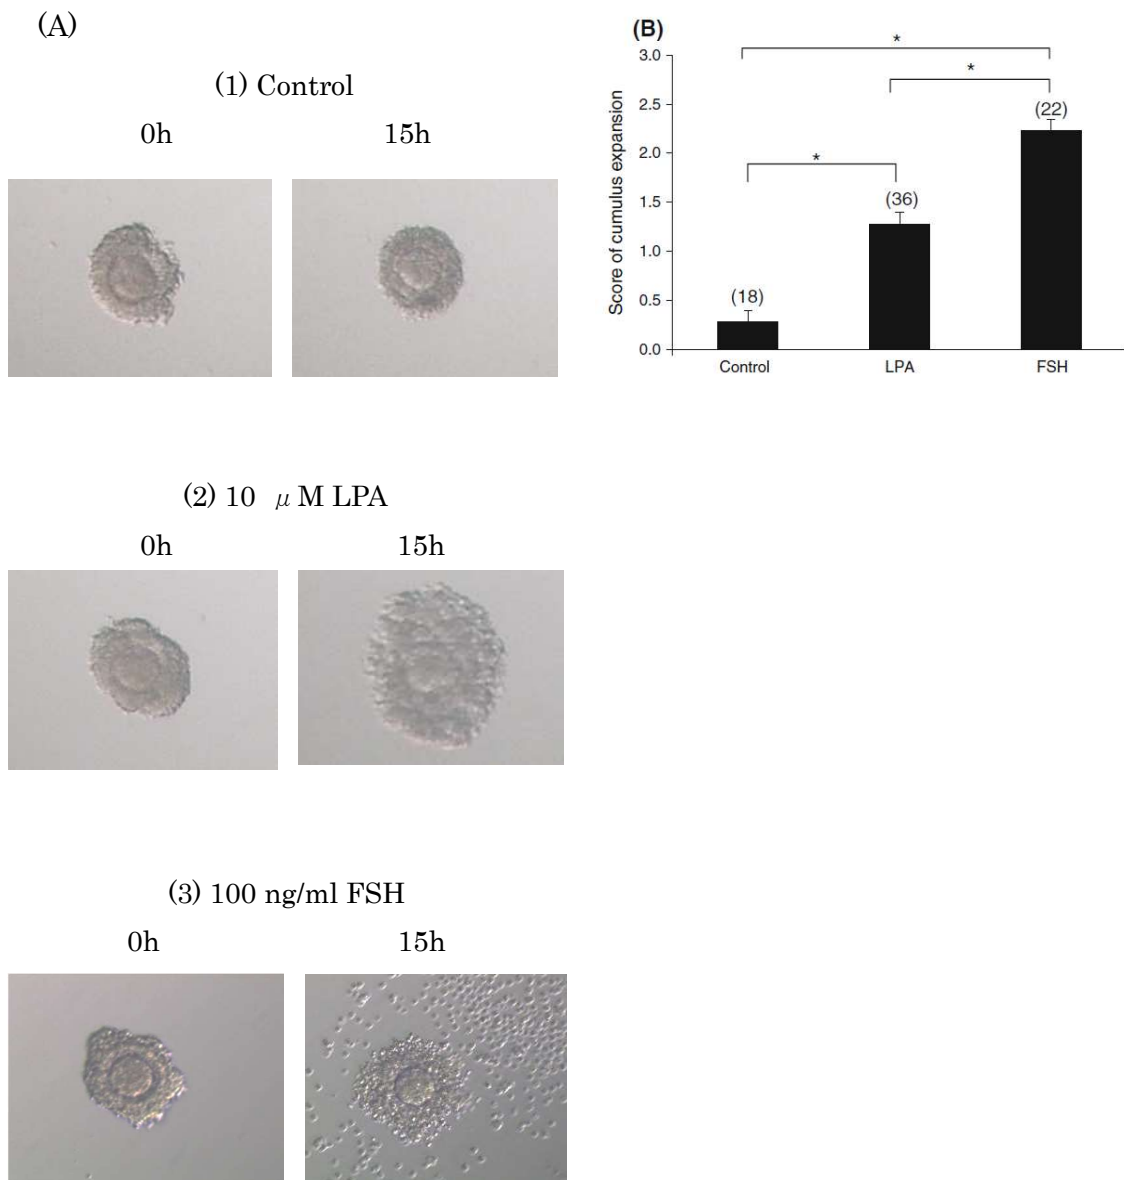 (A)
(1) Control
0h 15h
(2) 10 μM LPA
0h 15h
(3) 100 ng/ml FSH
0h 15h
(B)
Score of cumulus expansion
3.0
2.5
2.0
1.5
1.0
0.5
0.0
*
*
*
(18)
(36)
(22)
Control LPA FSH